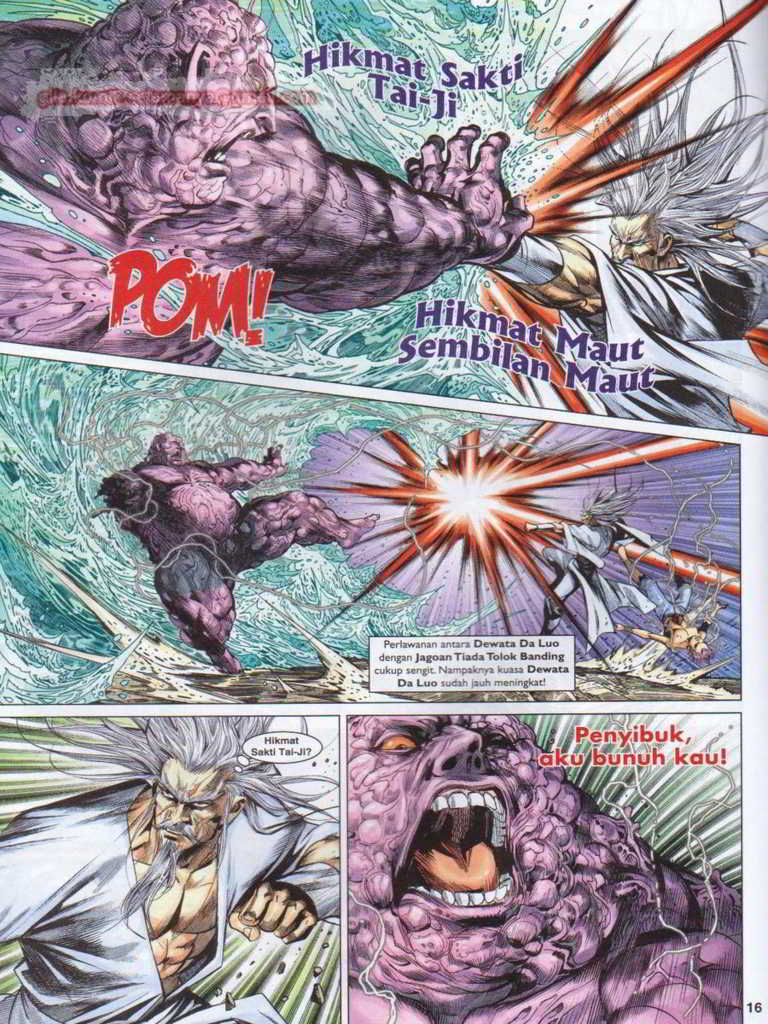 Hikmat Sakti
Tai-Ji
POM!
Hikmat Maut
Sembilan Maut
Perlawanan antara Dewata Da Luo
dengan Jagoan Tiada Tolok Banding
cukup sengit. Nampaknya kuasa Dewata
Da Luo sudah jauh meningkat!
Hikmat
Sakti Tai-Ji?
Penyibuk,
aku bunuh kau!
16